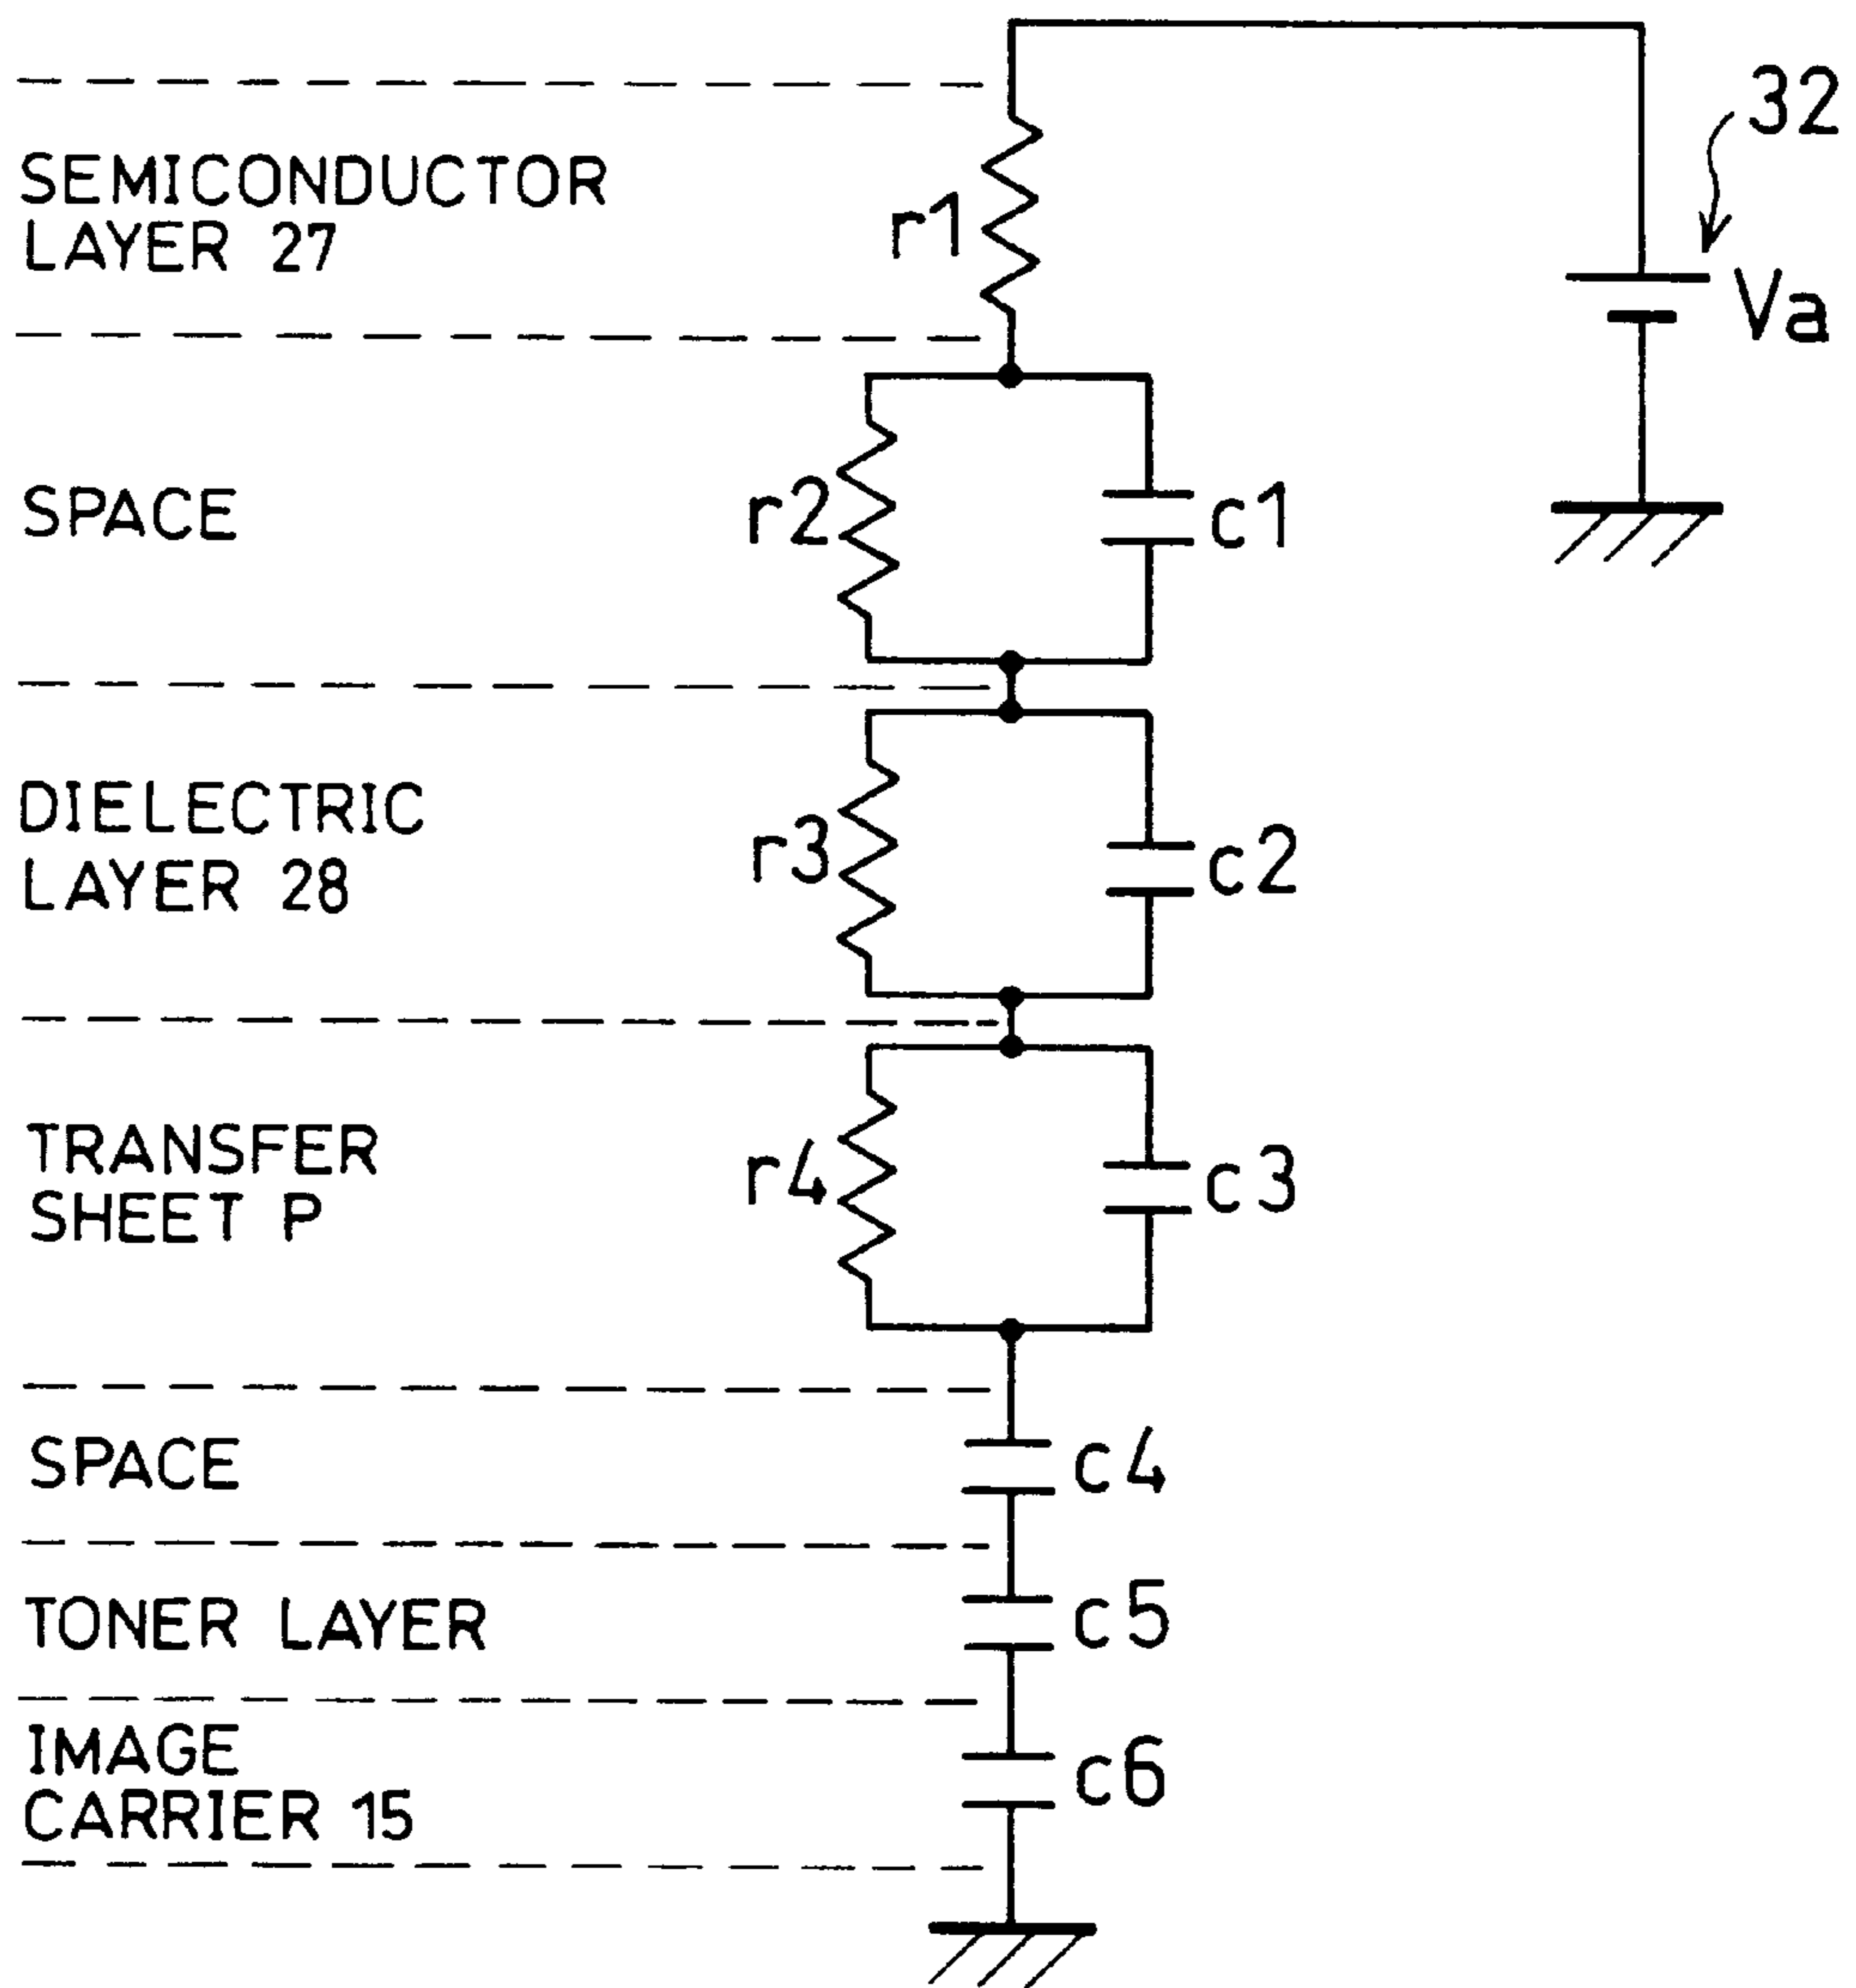 32
SEMICONDUCTOR
LAYER 27
r1
Va
SPACE
r2
c1
DIELECTRIC
LAYER 28
r3
c2
TRANSFER
SHEET P
r4
c3
SPACE
c4
TONER LAYER
c5
IMAGE
CARRIER 15
c6